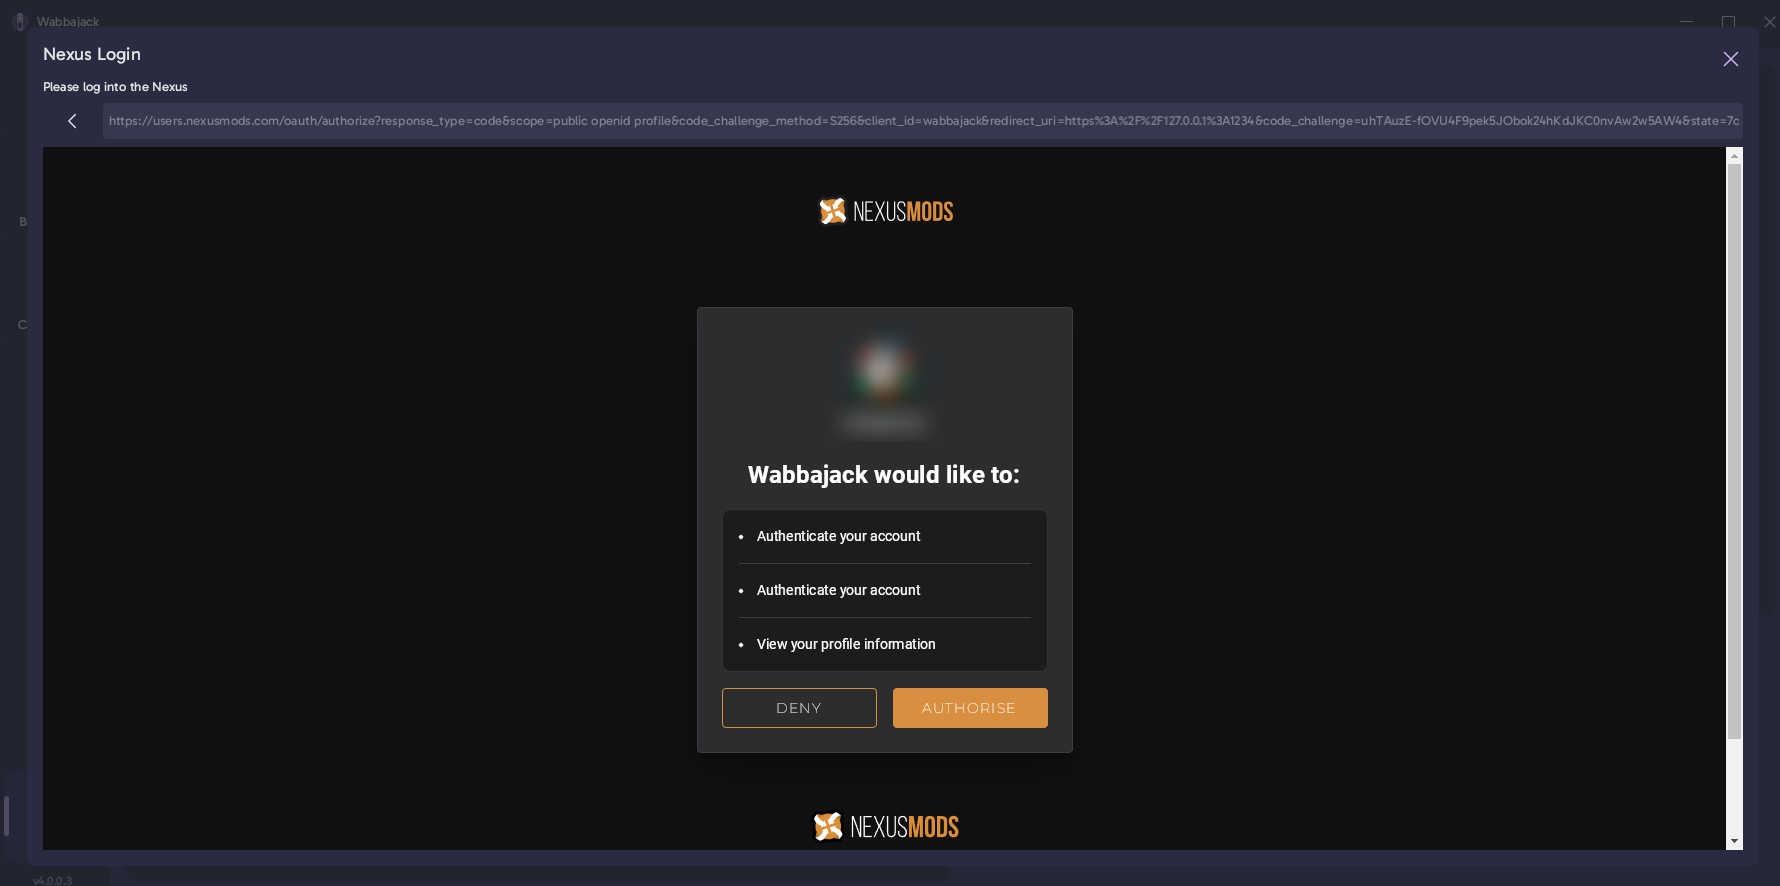 Wabbajack
Nexus Login
Please log into the Nexus
https://users.nexusmods.com/oauth/authorize?response_type=code&scope=public openid profile&code_challenge_method=S256&client_id=wabbajack&redirect_uri=https%3A%2F%2F127.0.0.1%3A1234&code_challenge=uhTAuzE-fOVU4F9pek5JObok24hKdJKC0nvAw2w5AW4&state=7c
NEXUSMODS
B
C
Wabbajack would like to:
• Authenticate your account
• Authenticate your account
• View your profile information
DENY
AUTHORISE
NEXUSMODS
v4.0.0.3